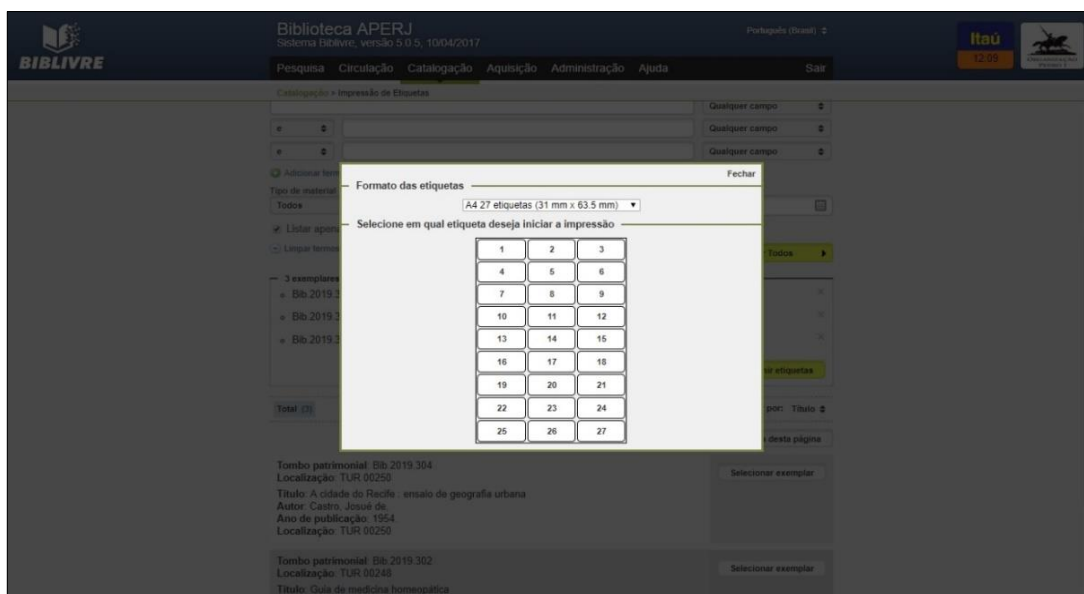 BIBLIVRE
Biblioteca APERJ
Sistema Biblivre, versão 5.0.5, 10/04/2017
Português (Brasil)
Itaú
12:09
Pesquisa Circulação Catalogação Aquisição Administração Ajuda Sair
Catalogação > Impressão de Etiquetas
Qualquer campo
e Qualquer campo
e Qualquer campo
Adicionar
Fechar
Tipo de material
Todos
Formato das etiquetas
A4 27 etiquetas (31 mm x 63.5 mm)
Listar
Selecione em qual etiqueta deseja iniciar a impressão
Limpar
Todos
1 2 3
4 5 6
7 8 9
10 11 12
13 14 15
16 17 18
19 20 21
22 23 24
25 26 27
3 exemplares
Bib.2019.3
Bib.2019.3
Bib.2019.3
etiquetas
Total (3)
por: Título
desta página
Tombo patrimonial: Bib.2019.304
Localização: TUR 00250
Título: A cidade do Recife : ensaio de geografia urbana
Autor: Castro, Josué de.
Ano de publicação: 1954.
Localização: TUR 00250
Selecionar exemplar
Tombo patrimonial: Bib.2019.302
Localização: TUR 00248
Título: Guia de medicina homeopática
Selecionar exemplar